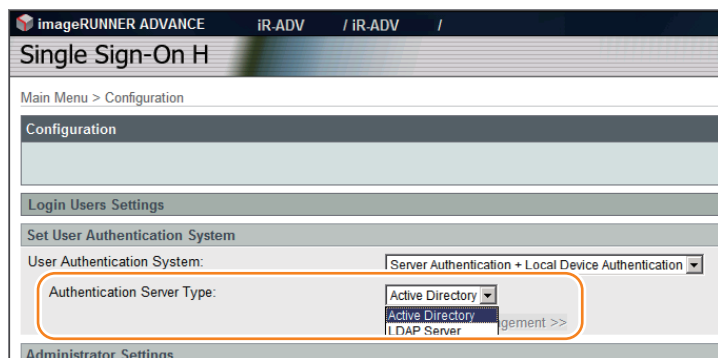 imageRUNNER ADVANCE iR-ADV / iR-ADV /
Single Sign-On H
Main Menu > Configuration
Configuration
Login Users Settings
Set User Authentication System
User Authentication System: Server Authentication + Local Device Authentication
Authentication Server Type: Active Directory
Active Directory
LDAP Server gement >>
Administrator Settings